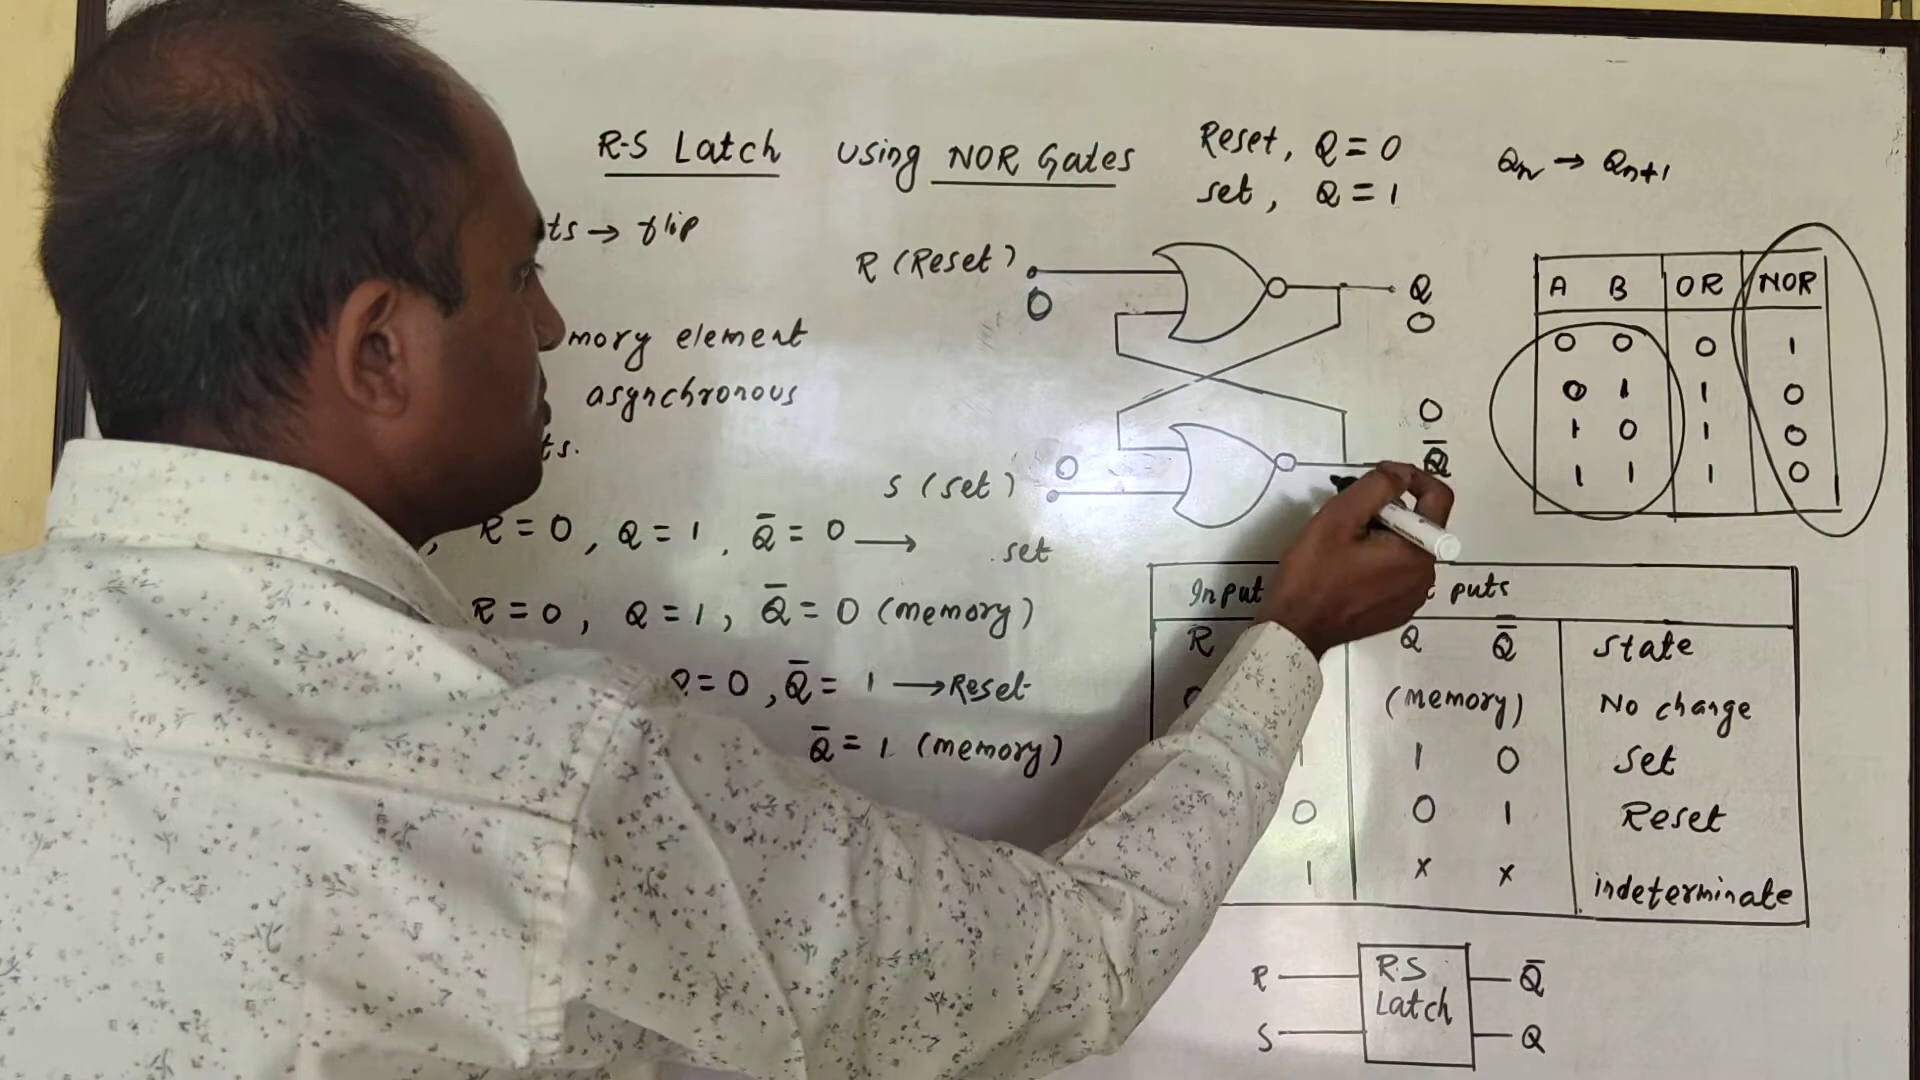 R-S Latch using NOR Gates
Reset, Q = 0
set, Q = 1
Qn → Qn+1
ts → flip
mory element
asynchronous
ts.
R = 0, Q = 1, Q̅ = 0 ⟶ set
R = 0, Q = 1, Q̅ = 0 (memory)
= 0, Q̅ = 1 ⟶ Reset
Q̅ = 1 (memory)
R (Reset)
0
Q
0
0
Q̅
0
S (set)
A B OR NOR
0 0 0 1
0 1 1 0
1 0 1 0
1 1 1 0
Input puts
R Q Q̅ State
(memory) No change
1 1 0 Set
0 0 1 Reset
1 x x indeterminate
R RS Q̅
Latch
S Q